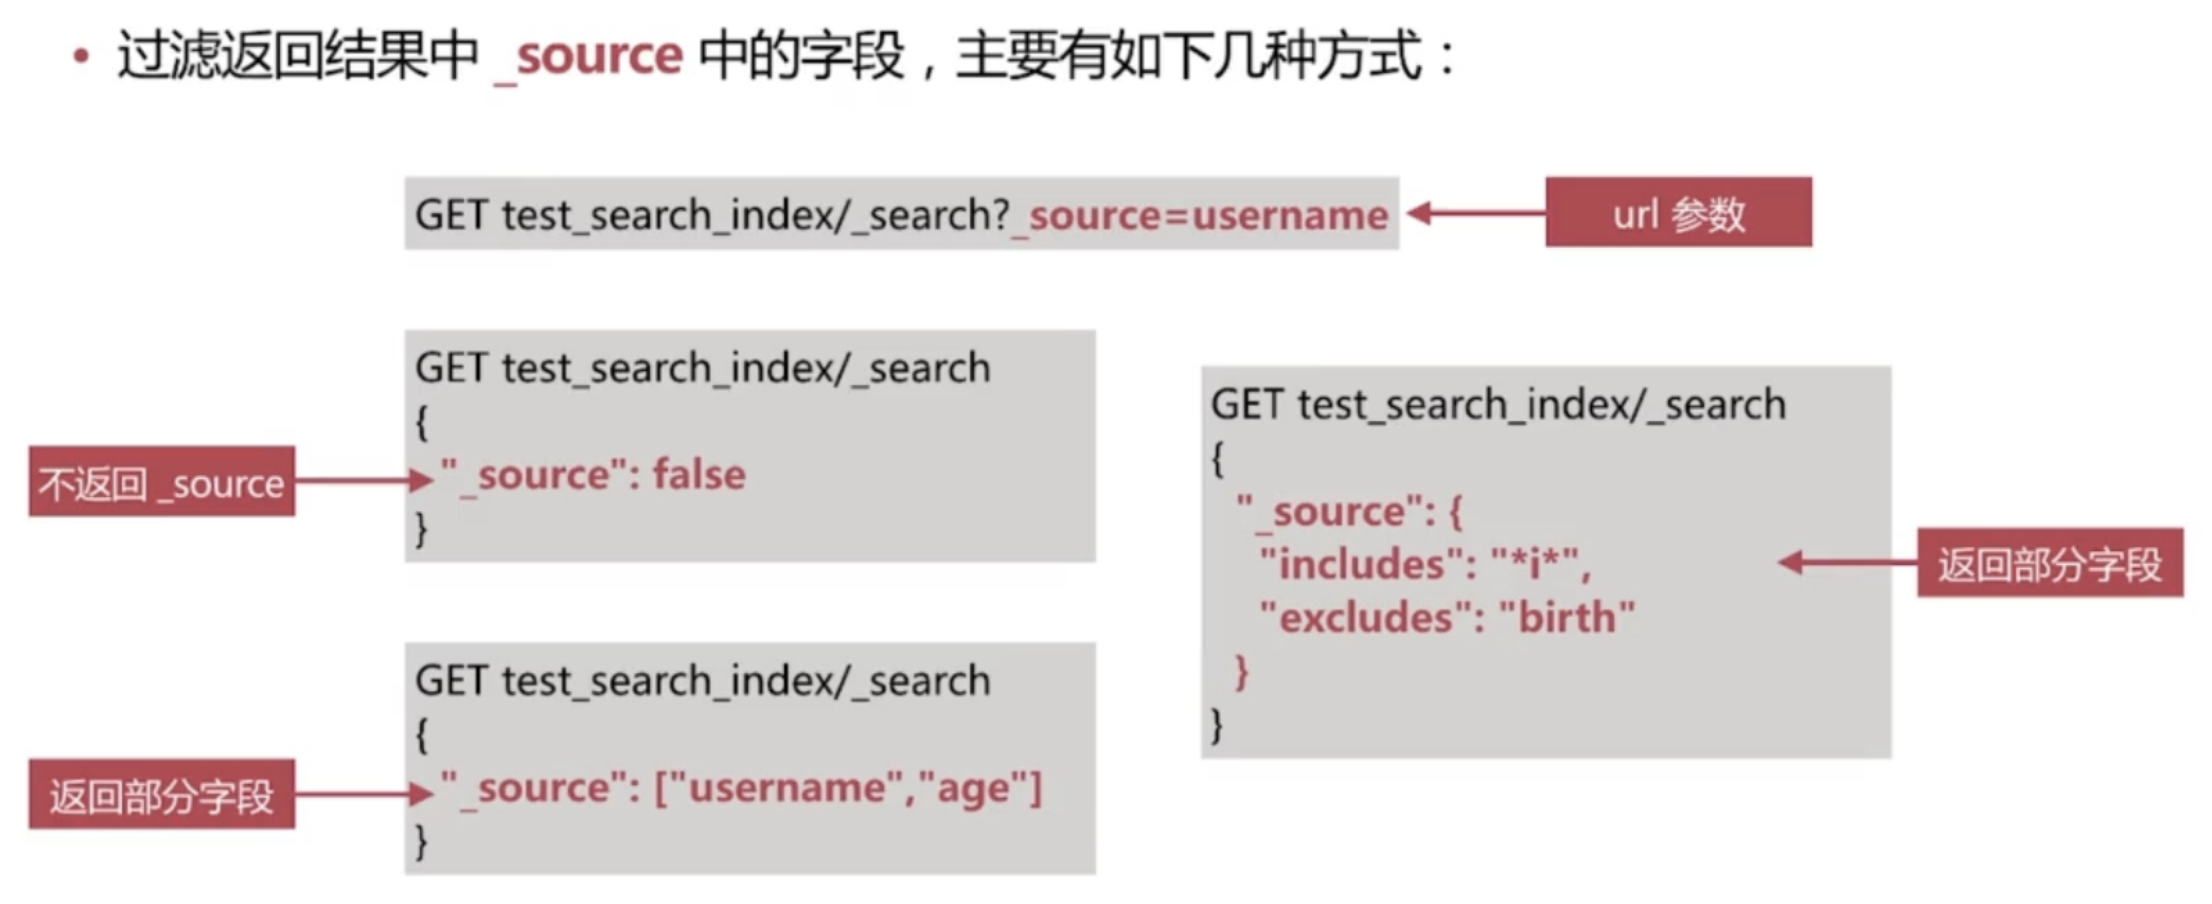 • 过滤返回结果中 _source 中的字段，主要有如下几种方式：
GET test_search_index/_search?_source=username
url 参数
GET test_search_index/_search
{
"_source": false
}
不返回 _source
GET test_search_index/_search
{
"_source": ["username","age"]
}
返回部分字段
GET test_search_index/_search
{
"_source": {
"includes": "*i*",
"excludes": "birth"
}
}
返回部分字段